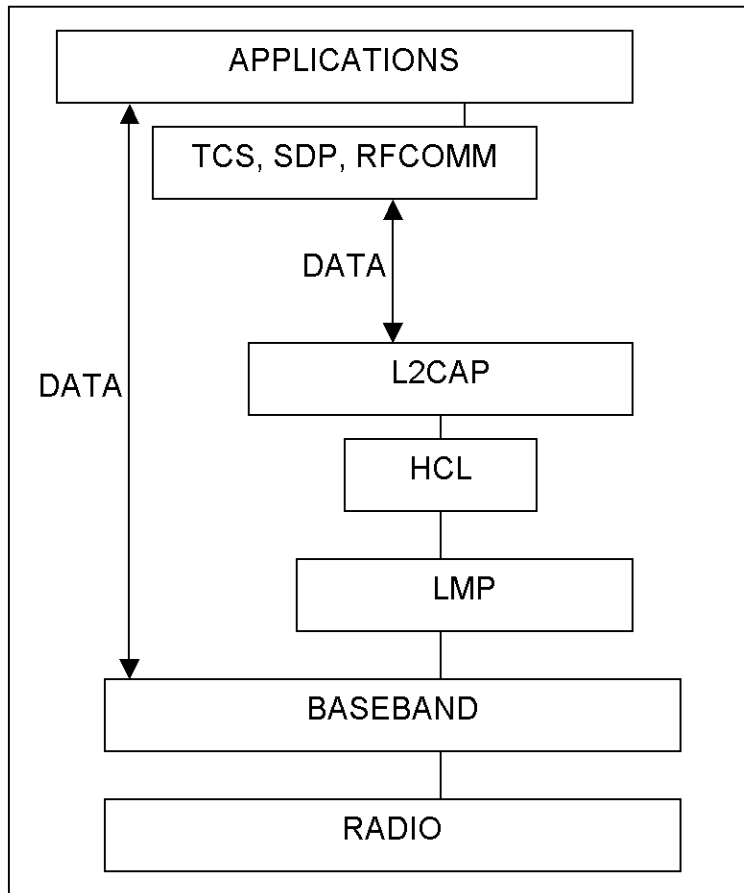 APPLICATIONS
TCS, SDP, RFCOMM
DATA
L2CAP
DATA
HCL
LMP
BASEBAND
RADIO